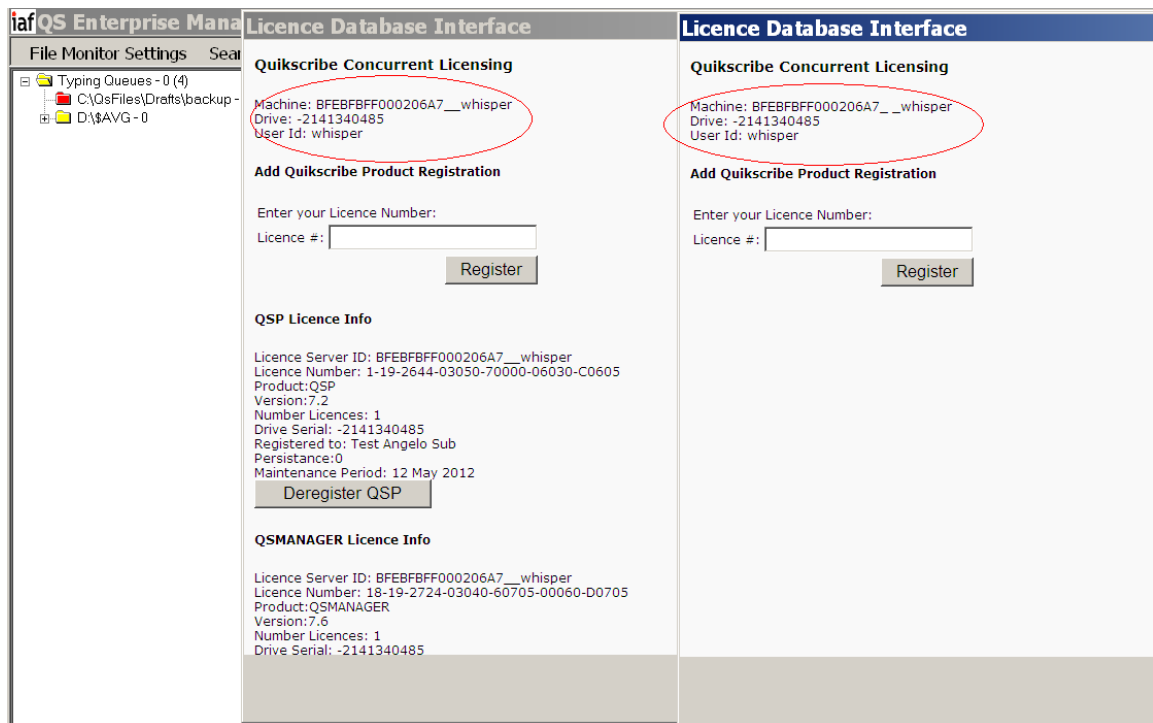 iaf QS Enterprise Mana
File Monitor Settings Sear
Typing Queues - 0 (4)
C:\QsFiles\Drafts\backup -
D:\$AVG - 0
Licence Database Interface
Quikscribe Concurrent Licensing
Machine: BFEBFBFF000206A7__whisper
Drive: -2141340485
User Id: whisper
Add Quikscribe Product Registration
Enter your Licence Number:
Licence #:
Register
QSP Licence Info
Licence Server ID: BFEBFBFF000206A7__whisper
Licence Number: 1-19-2644-03050-70000-06030-C0605
Product:QSP
Version:7.2
Number Licences: 1
Drive Serial: -2141340485
Registered to: Test Angelo Sub
Persistance:0
Maintenance Period: 12 May 2012
Deregister QSP
QSMANAGER Licence Info
Licence Server ID: BFEBFBFF000206A7__whisper
Licence Number: 18-19-2724-03040-60705-00060-D0705
Product:QSMANAGER
Version:7.6
Number Licences: 1
Drive Serial: -2141340485
Licence Database Interface
Quikscribe Concurrent Licensing
Machine: BFEBFBFF000206A7_ _whisper
Drive: -2141340485
User Id: whisper
Add Quikscribe Product Registration
Enter your Licence Number:
Licence #:
Register